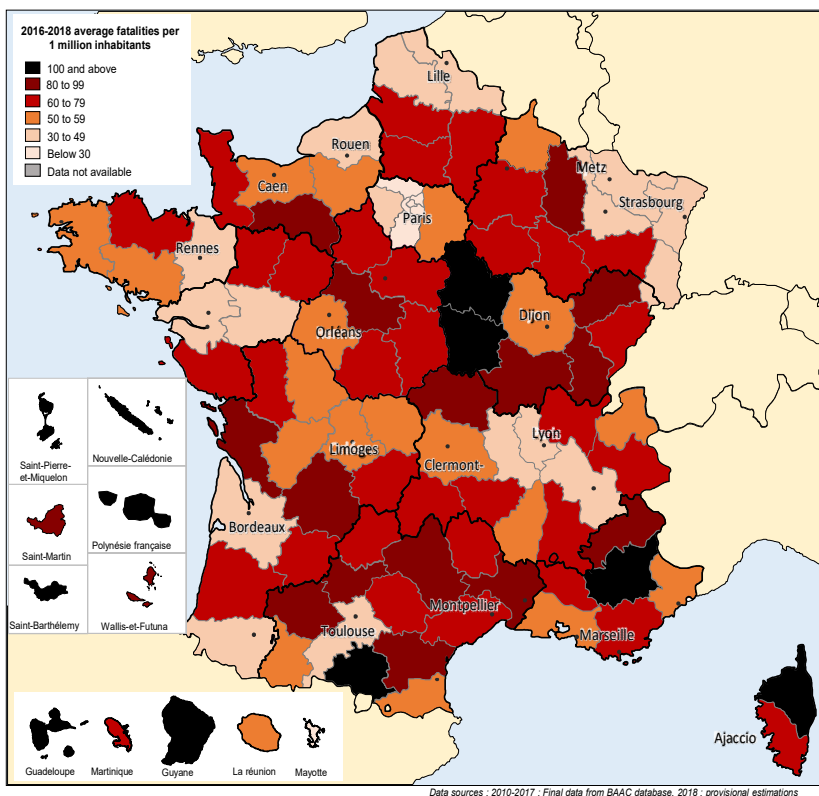 2016-2018 average fatalities per
1 million inhabitants
100 and above
80 to 99
60 to 79
50 to 59
30 to 49
Below 30
Data not available
Lille
Rouen
Caen
Paris
Metz
Strasbourg
Rennes
Orléans
Dijon
Limoges
Clermont-
Lyon
Bordeaux
Toulouse
Montpellier
Marseille
Ajaccio
Saint-Pierre-
et-Miquelon
Nouvelle-Calédonie
Saint-Martin
Polynésie française
Saint-Barthélemy
Wallis-et-Futuna
Guadeloupe
Martinique
Guyane
La réunion
Mayotte
Data sources : 2010-2017 : Final data from BAAC database, 2018 : provisional estimations